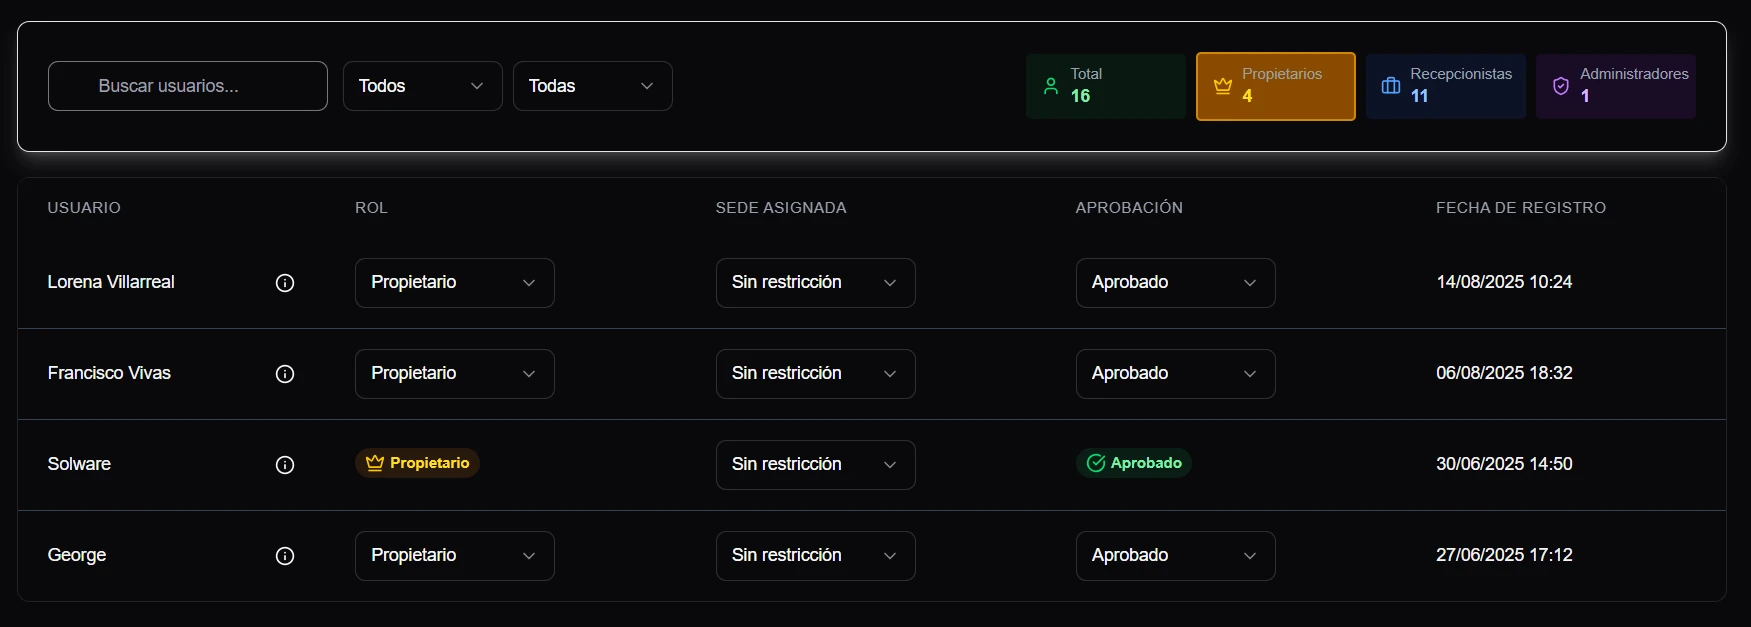 Buscar usuarios...
Todos
Todas
Total
16
Propietarios
4
Recepcionistas
11
Administradores
1
USUARIO ROL SEDE ASIGNADA APROBACIÓN FECHA DE REGISTRO
Lorena Villarreal Propietario Sin restricción Aprobado 14/08/2025 10:24
Francisco Vivas Propietario Sin restricción Aprobado 06/08/2025 18:32
Solware Propietario Sin restricción Aprobado 30/06/2025 14:50
George Propietario Sin restricción Aprobado 27/06/2025 17:12